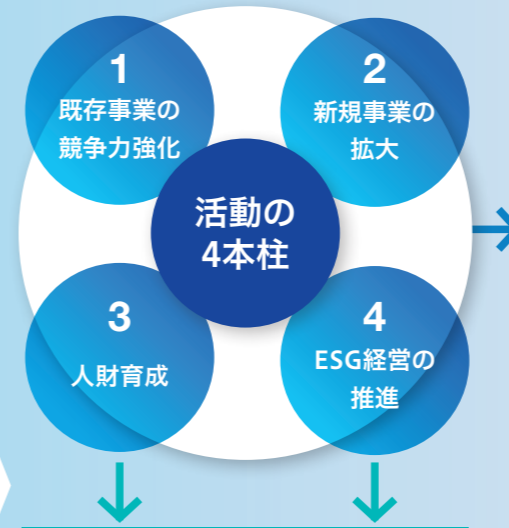 1
既存事業の
競争力強化
2
新規事業の
拡大
活動の
4本柱
3
人財育成
4
ESG経営の
推進